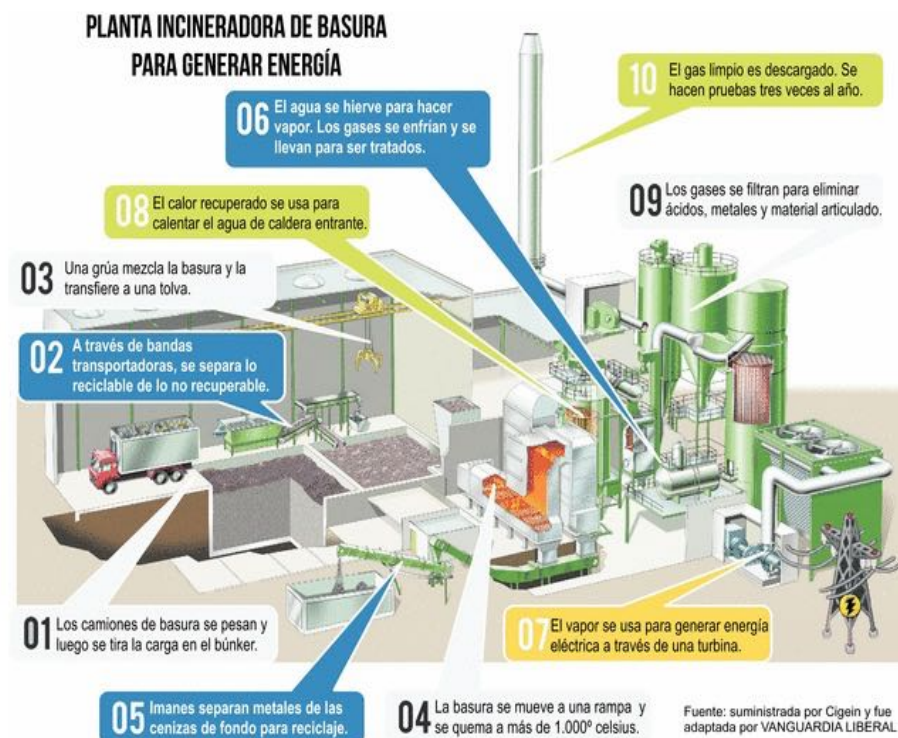 PLANTA INCINERADORA DE BASURA
PARA GENERAR ENERGÍA
01 Los camiones de basura se pesan y
luego se tira la carga en el búnker.
02 A través de bandas
transportadoras, se separa lo
reciclable de lo no recuperable.
03 Una grúa mezcla la basura y la
transfiere a una tolva.
04 La basura se mueve a una rampa y
se quema a más de 1.000º celsius.
05 Imanes separan metales de las
cenizas de fondo para reciclaje.
06 El agua se hierve para hacer
vapor. Los gases se enfrían y se
llevan para ser tratados.
07 El vapor se usa para generar energía
eléctrica a través de una turbina.
08 El calor recuperado se usa para
calentar el agua de caldera entrante.
09 Los gases se filtran para eliminar
ácidos, metales y material articulado.
10 El gas limpio es descargado. Se
hacen pruebas tres veces al año.
Fuente: suministrada por Cigein y fue
adaptada por VANGUARDIA LIBERAL